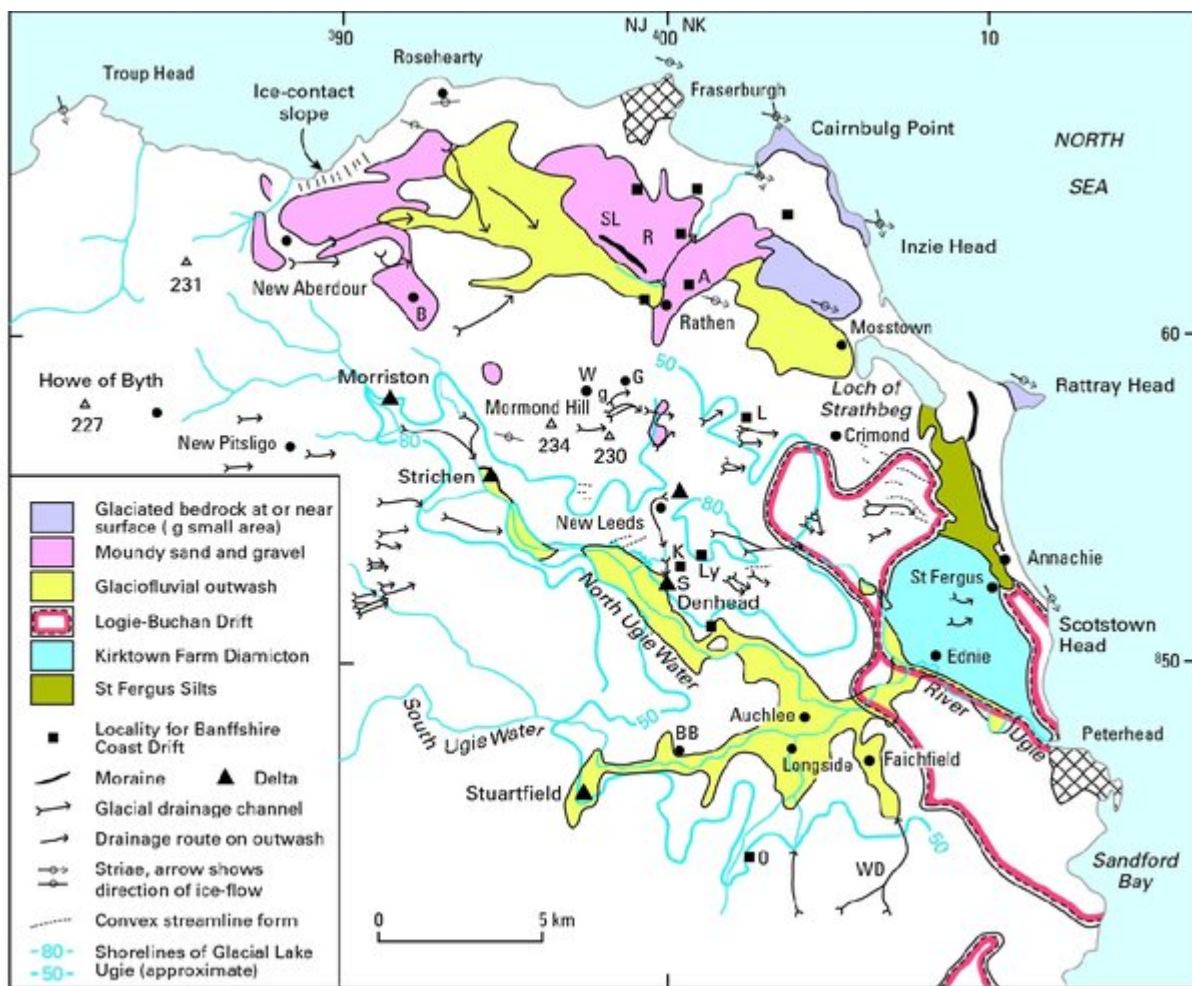 ³90
NJ
NK
⁴00
10
Troup Head
Rosehearty
Ice-contact
slope
Fraserburgh
Cairnbulg Point
NORTH
SEA
SL
R
Inzie Head
A
231
New Aberdour
B
Rathen
Mosstown
60
50
Howe of Byth
Morriston
W
G
g
Loch of
Strathbeg
Rattray Head
227
Mormond Hill
L
New Pitsligo
80
234
230
Crimond
Strichen
80
New Leeds
Annachie
K
Ly
St Fergus
S
Denhead
Scotstown
Head
North Ugie Water
Ednie
⁸50
South
Ugie Water
50
River
Ugie
Auchlee
BB
Peterhead
Longside
Faichfield
Stuartfield
50
Ü
WD
Sandford
Bay
0
5 km
Glaciated bedrock at or near
surface ( g small area)
Moundy sand and gravel
Glaciofluvial outwash
Logie-Buchan Drift
Kirktown Farm Diamicton
St Fergus Silts
Locality for Banffshire
Coast Drift
Moraine
Delta
Glacial drainage channel
Drainage route on outwash
Striae, arrow shows
direction of ice-flow
Convex streamline form
80
Shorelines of Glacial Lake
50
Ugie (approximate)